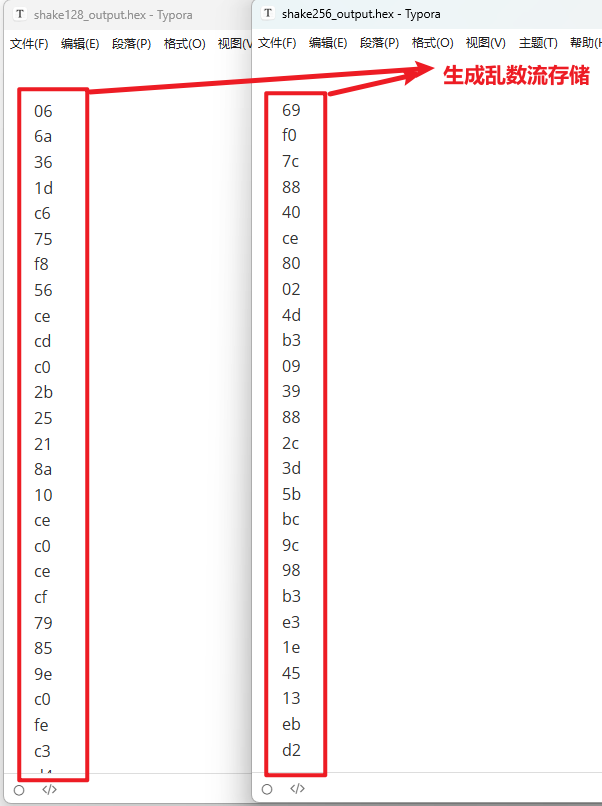 shake128_output.hex - Typora
文件(F) 编辑(E) 段落(P) 格式(O) 视图(V
06
6a
36
1d
c6
75
f8
56
ce
cd
c0
2b
25
21
8a
10
ce
c0
ce
cf
79
85
9e
c0
fe
c3
d4
shake256_output.hex - Typora
文件(F) 编辑(E) 段落(P) 格式(O) 视图(V) 主题(T) 帮助(H
生成乱数流存储
69
f0
7c
88
40
ce
80
02
4d
b3
09
39
88
2c
3d
5b
bc
9c
98
b3
e3
1e
45
13
eb
d2